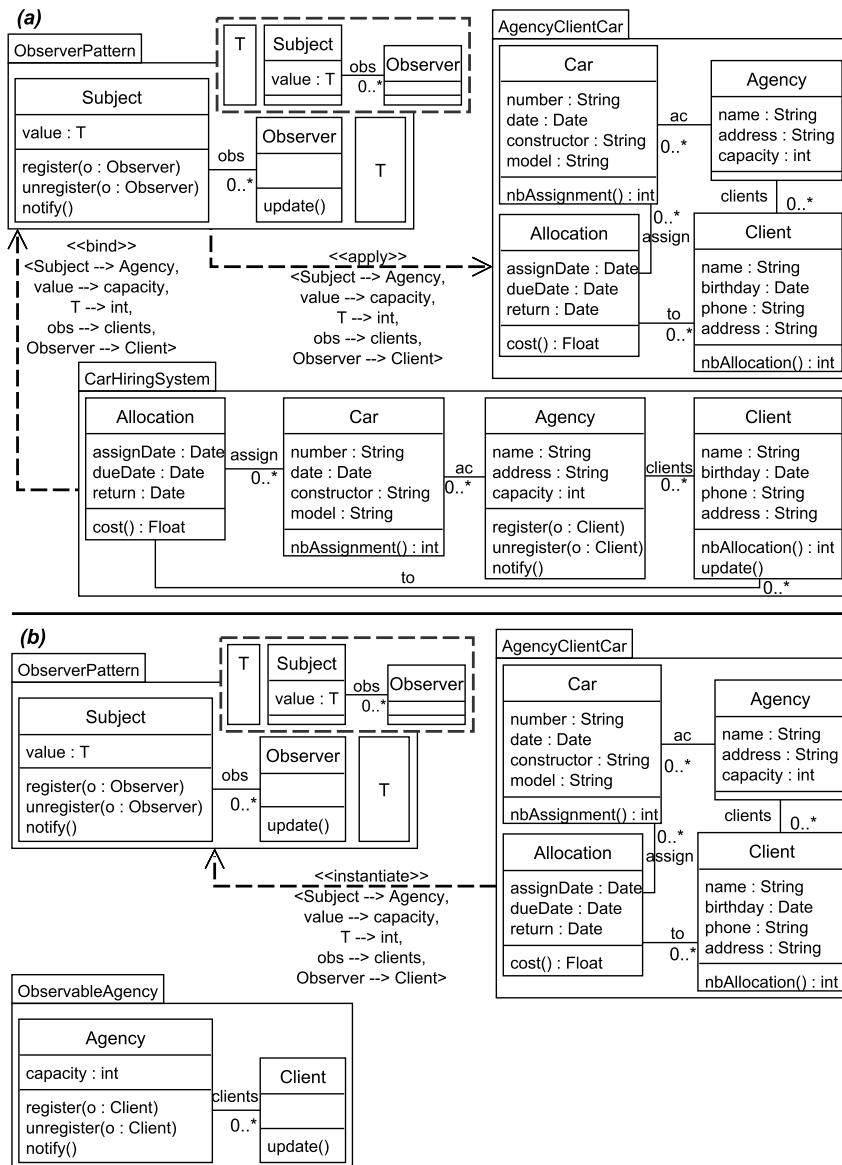 (a)
ObserverPattern
T
Subject
value : T
obs
0..*
Observer
Subject
value : T
register(o : Observer)
unregister(o : Observer)
notify()
obs
0..*
Observer
update()
T
AgencyClientCar
Car
number : String
date : Date
constructor : String
model : String
nbAssignment() : int
ac
0..*
Agency
name : String
address : String
capacity : int
clients
0..*
Allocation
assignDate : Date
dueDate : Date
return : Date
cost() : Float
0..*
assign
to
0..*
Client
name : String
birthday : Date
phone : String
address : String
nbAllocation() : int
<<bind>>
<Subject --> Agency,
value --> capacity,
T --> int,
obs --> clients,
Observer --> Client>
<<apply>>
<Subject --> Agency,
value --> capacity,
T --> int,
obs --> clients,
Observer --> Client>
CarHiringSystem
Allocation
assignDate : Date
dueDate : Date
return : Date
cost() : Float
assign
0..*
Car
number : String
date : Date
constructor : String
model : String
nbAssignment() : int
ac
0..*
Agency
name : String
address : String
capacity : int
register(o : Client)
unregister(o : Client)
notify()
clients
0..*
Client
name : String
birthday : Date
phone : String
address : String
nbAllocation() : int
update()
to
0..*
(b)
ObserverPattern
T
Subject
value : T
obs
0..*
Observer
Subject
value : T
register(o : Observer)
unregister(o : Observer)
notify()
obs
0..*
Observer
update()
T
AgencyClientCar
Car
number : String
date : Date
constructor : String
model : String
nbAssignment() : int
ac
0..*
Agency
name : String
address : String
capacity : int
clients
0..*
Allocation
assignDate : Date
dueDate : Date
return : Date
cost() : Float
0..*
assign
to
0..*
Client
name : String
birthday : Date
phone : String
address : String
nbAllocation() : int
<<instantiate>>
<Subject --> Agency,
value --> capacity,
T --> int,
obs --> clients,
Observer --> Client>
ObservableAgency
Agency
capacity : int
register(o : Client)
unregister(o : Client)
notify()
clients
0..*
Client
update()